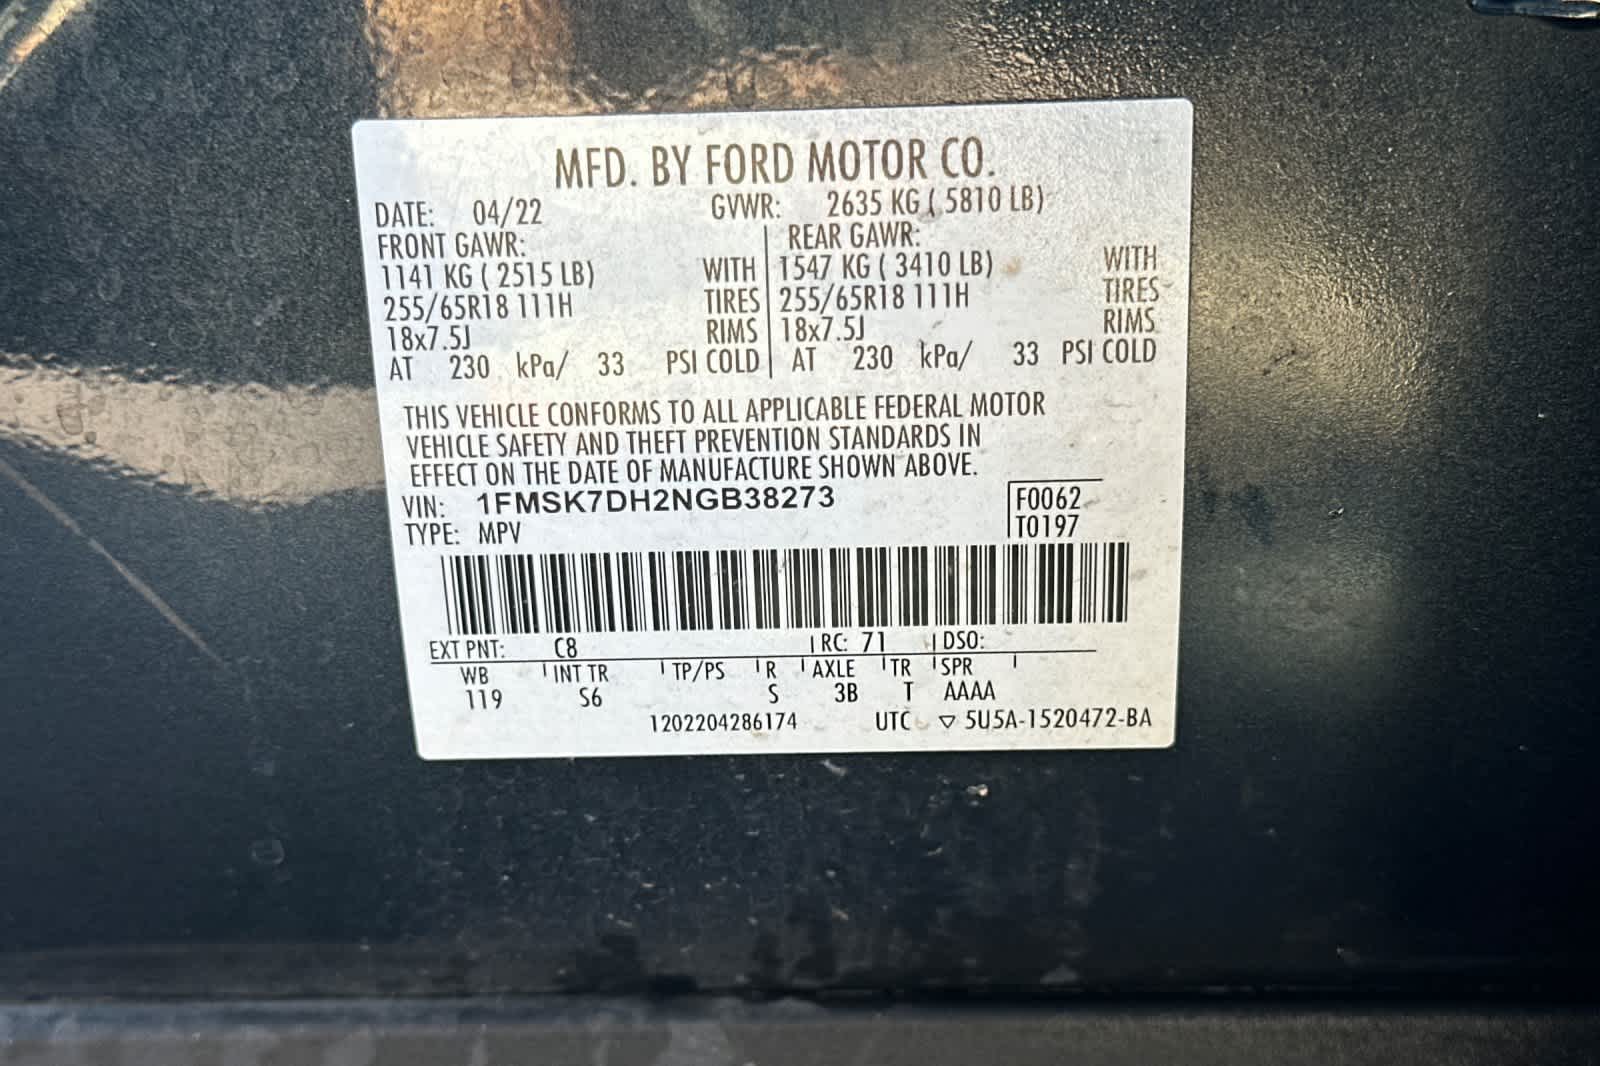 MFD. BY FORD MOTOR CO.
DATE: 04/22 GVWR: 2635 KG ( 5810 LB)
FRONT GAWR: REAR GAWR:
1141 KG ( 2515 LB) WITH 1547 KG ( 3410 LB) WITH
255/65R18 111H TIRES 255/65R18 111H TIRES
18x7.5J RIMS 18x7.5J RIMS
AT 230 kPa/ 33 PSI COLD AT 230 kPa/ 33 PSI COLD
THIS VEHICLE CONFORMS TO ALL APPLICABLE FEDERAL MOTOR
VEHICLE SAFETY AND THEFT PREVENTION STANDARDS IN
EFFECT ON THE DATE OF MANUFACTURE SHOWN ABOVE.
VIN: 1FMSK7DH2NGB38273 F0062
TYPE: MPV T0197
EXT PNT: C8 RC: 71 DSO:
WB INT TR TP/PS R AXLE TR SPR
119 S6 S 3B T AAAA
1202204286174 UTC ▽ 5U5A-1520472-BA